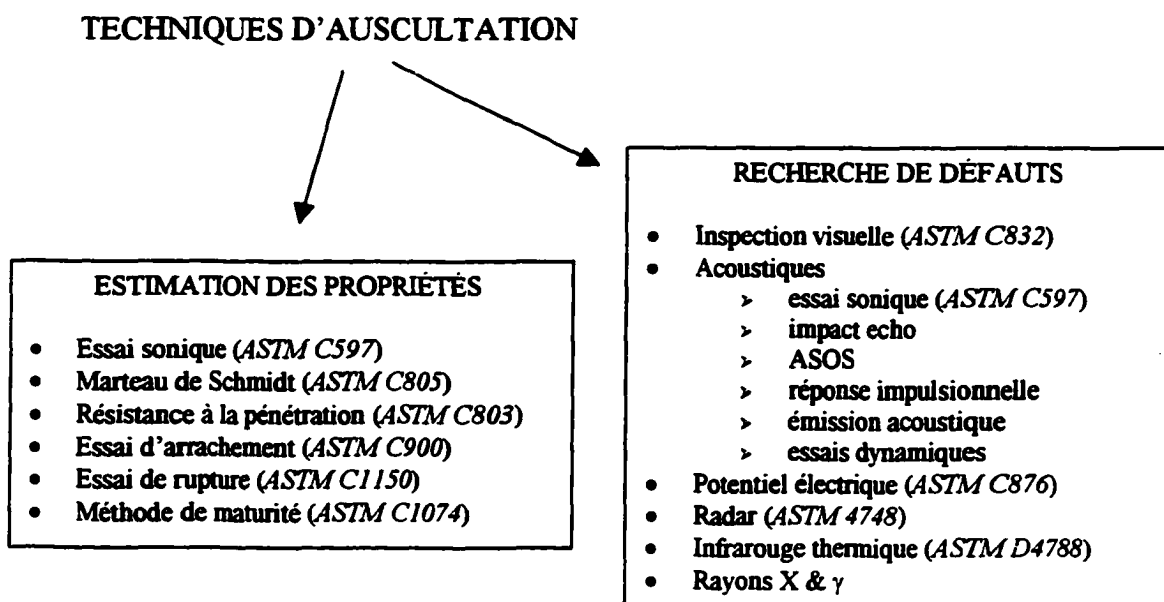 TECHNIQUES D'AUSCULTATION
ESTIMATION DES PROPRIÉTÉS
• Essai sonique (ASTM C597)
• Marteau de Schmidt (ASTM C805)
• Résistance à la pénétration (ASTM C803)
• Essai d'arrachement (ASTM C900)
• Essai de rupture (ASTM C1150)
• Méthode de maturité (ASTM C1074)
RECHERCHE DE DÉFAUTS
• Inspection visuelle (ASTM C832)
• Acoustiques
➢ essai sonique (ASTM C597)
➢ impact echo
➢ ASOS
➢ réponse impulsionnelle
➢ émission acoustique
➢ essais dynamiques
• Potentiel électrique (ASTM C876)
• Radar (ASTM 4748)
• Infrarouge thermique (ASTM D4788)
• Rayons X & γ